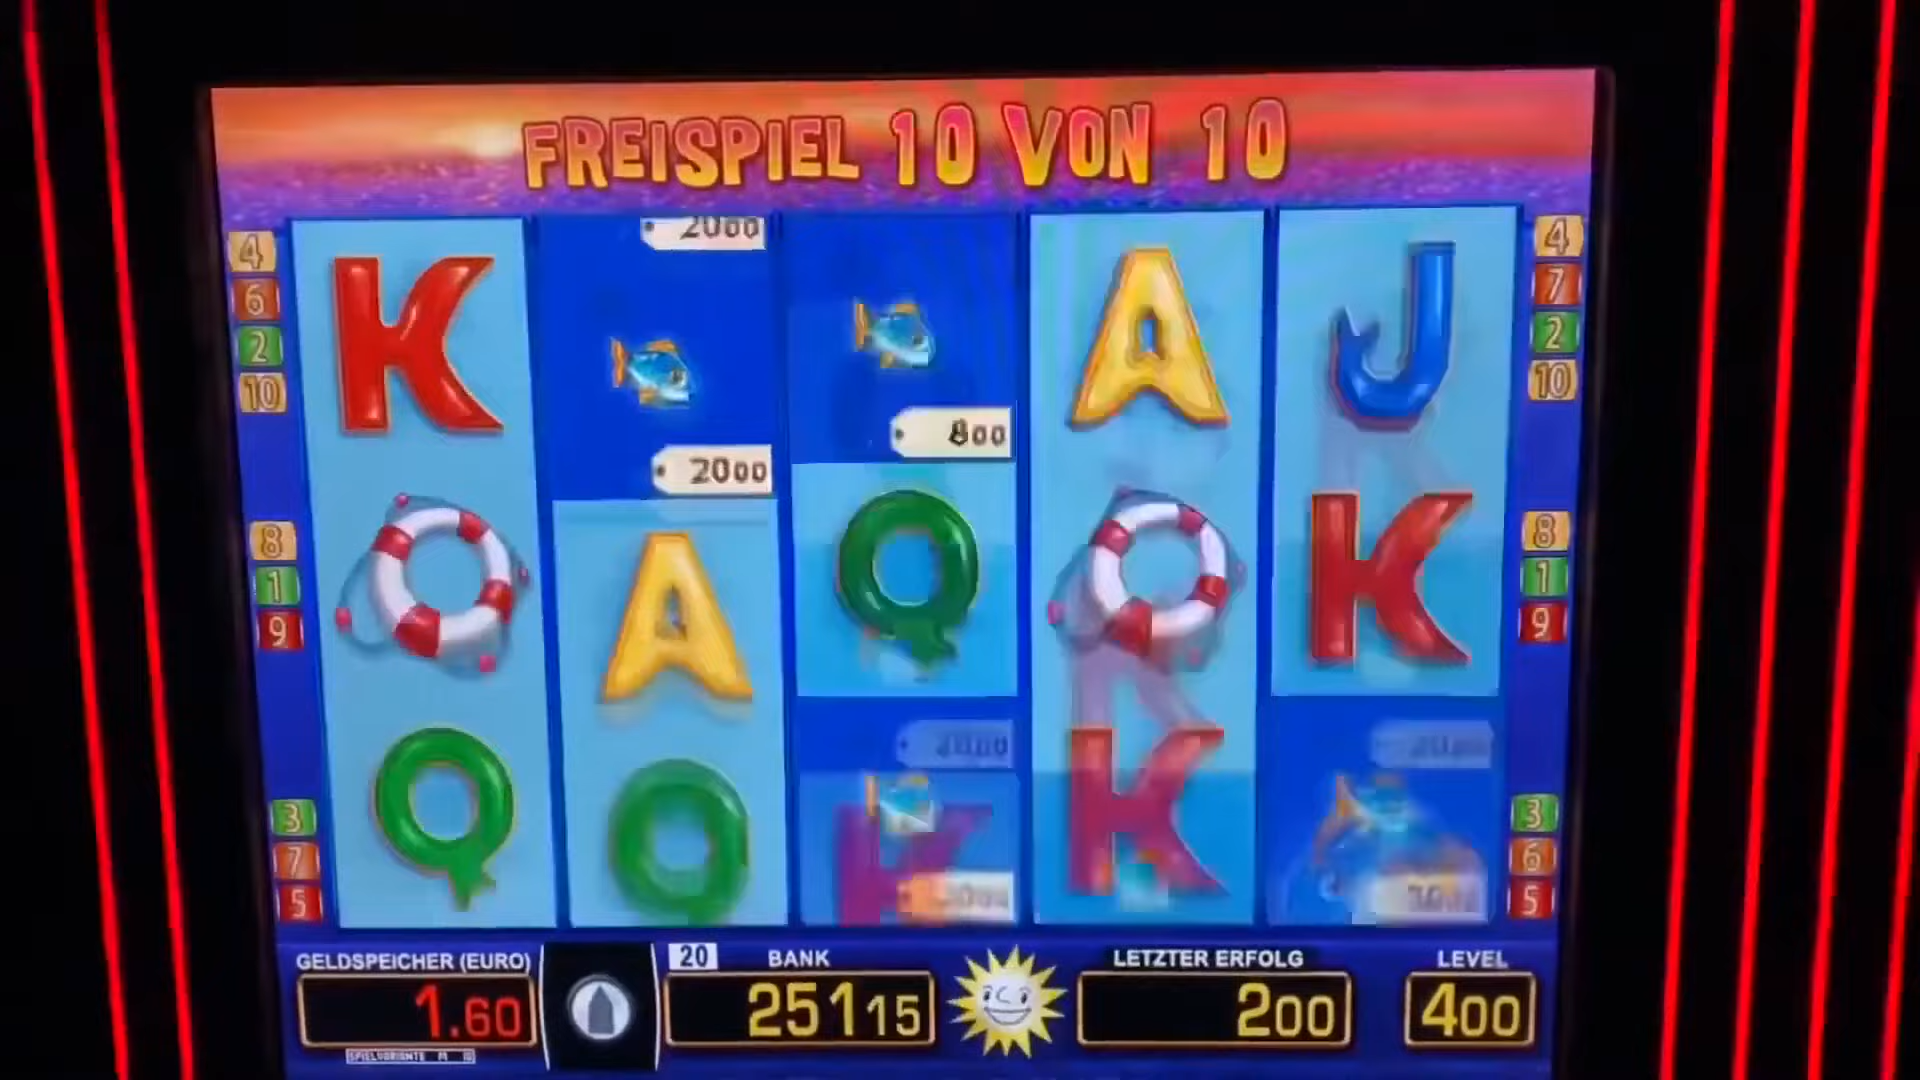 FREISPIEL 10 VON 10
4
6
2
10
8
1
9
3
7
5
K
2000
A
J
2000
800
A
Q
K
Q
Q
K
K
4
7
2
10
8
1
9
3
6
5
GELDSPEICHER (EURO)
1.60
SPIELVARIANTE
20 BANK
25115
LETZTER ERFOLG
200
LEVEL
400